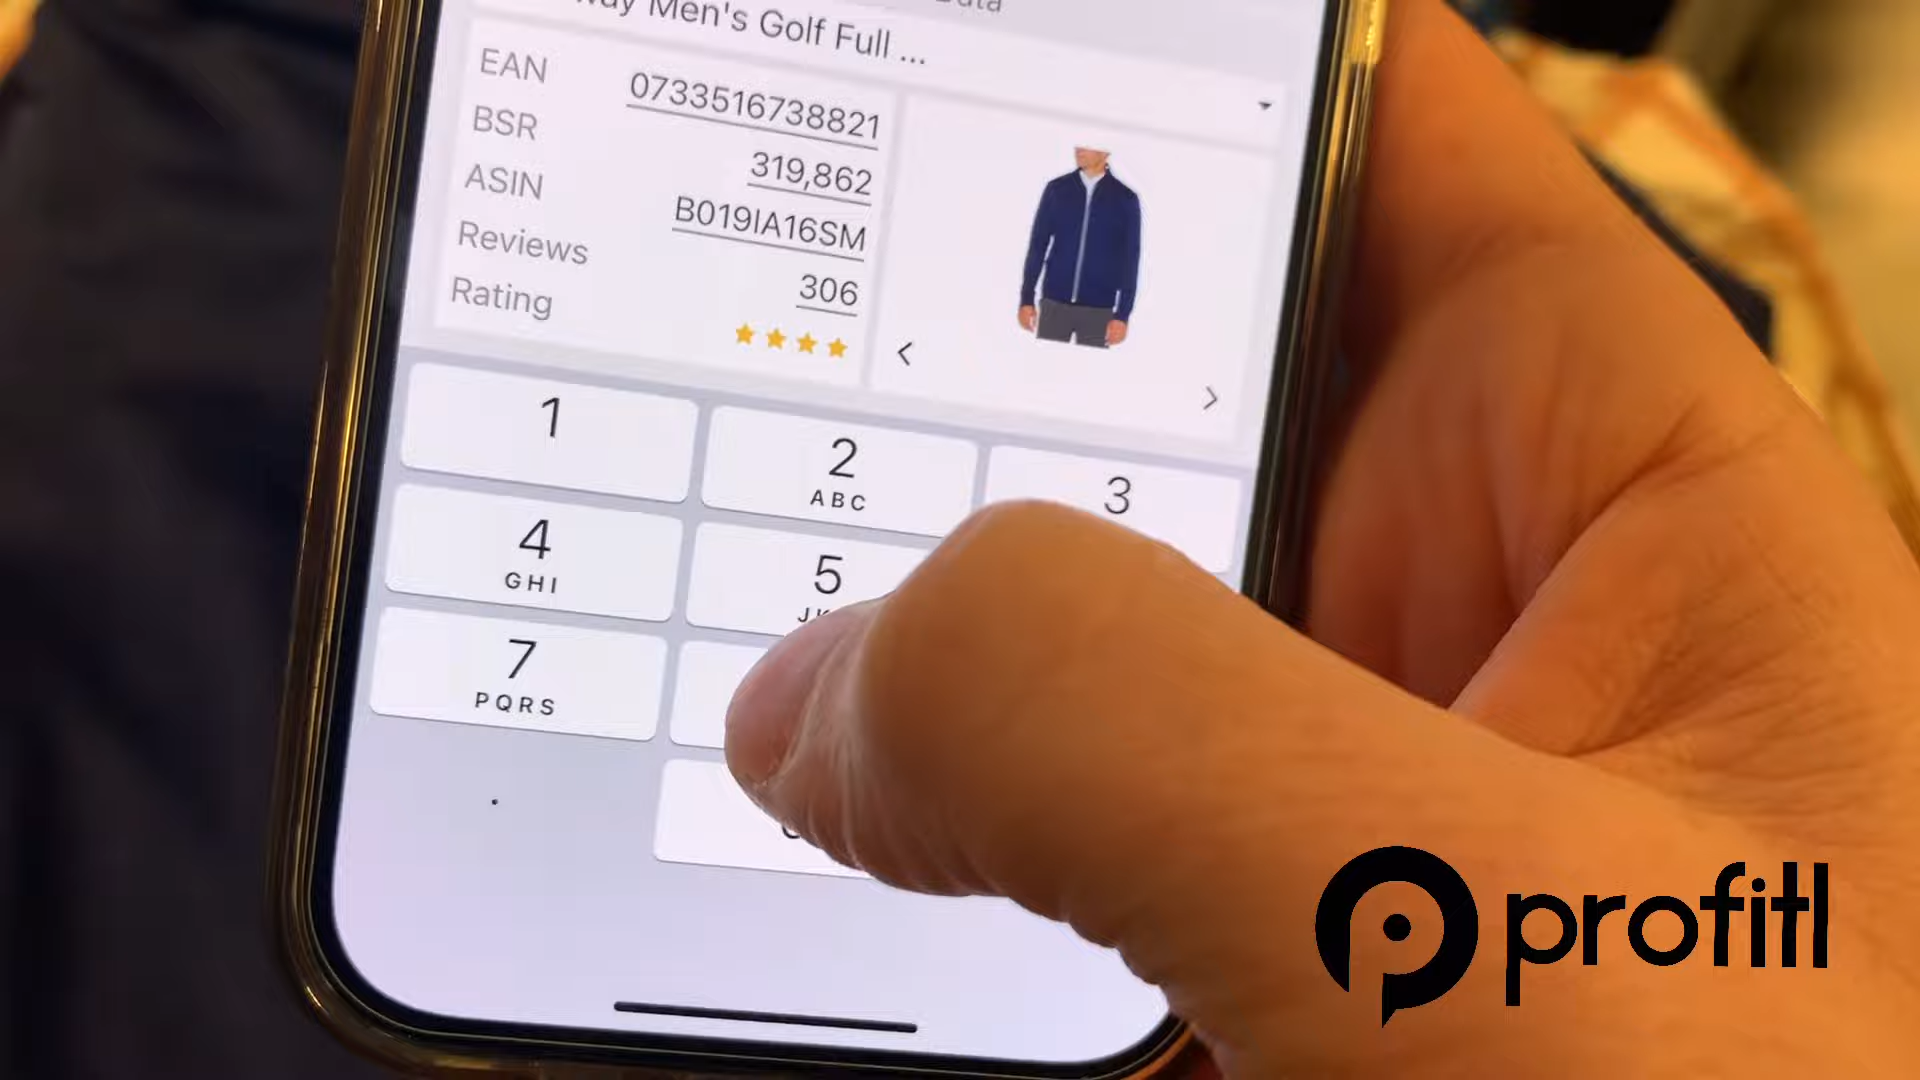 Men's Golf Full ...
EAN 0733516738821
BSR 319,862
ASIN B019IA16SM
Reviews 306
Rating
1
2 ABC
3
4 GHI
5
7 PQRS
profitl